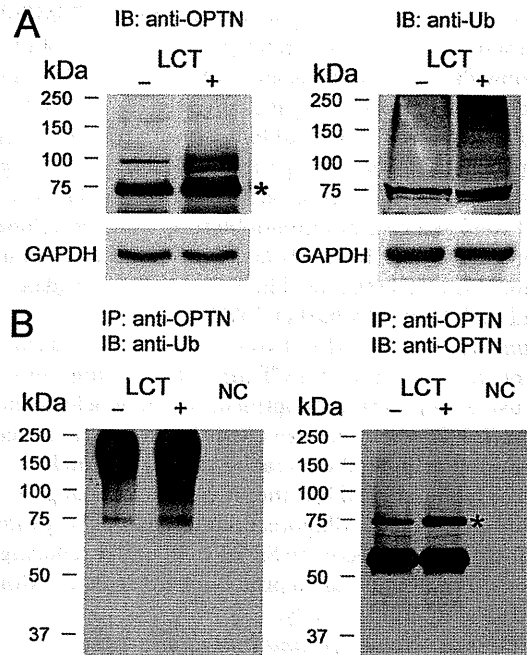 A
IB: anti-OPTN
IB: anti-Ub
kDa
LCT
kDa
LCT
− +
− +
250 −
150 −
100 −
75 −
*
250 −
150 −
100 −
75 −
GAPDH
GAPDH
B
IP: anti-OPTN
IB: anti-Ub
IP: anti-OPTN
IB: anti-OPTN
kDa
LCT
NC
kDa
LCT
NC
− +
− +
250 −
150 −
100 −
75 −
50 −
37 −
250 −
150 −
100 −
75 −
*
50 −
37 −